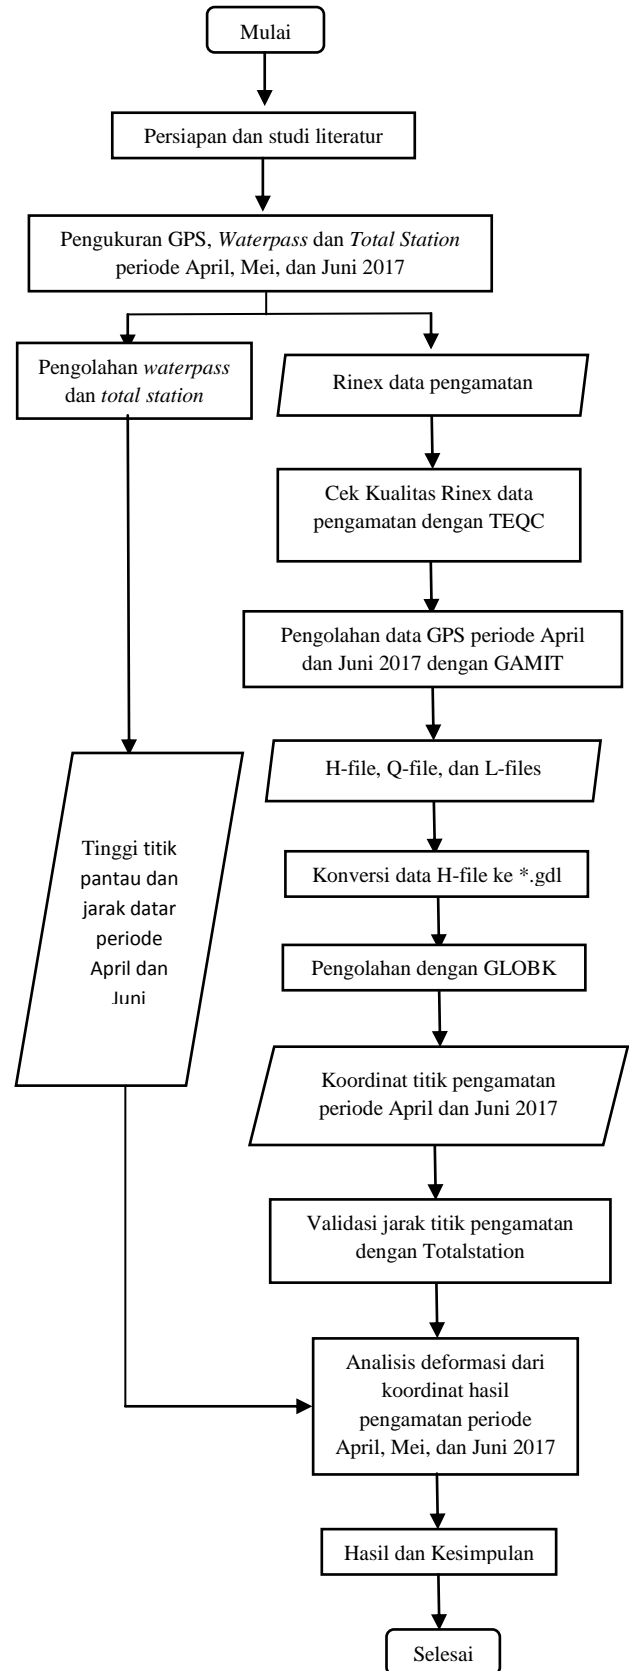 Mulai
Persiapan dan studi literatur
Pengukuran GPS, Waterpass dan Total Station
periode April, Mei, dan Juni 2017
Pengolahan waterpass
dan total station
Rinex data pengamatan
Cek Kualitas Rinex data
pengamatan dengan TEQC
Pengolahan data GPS periode April
dan Juni 2017 dengan GAMIT
H-file, Q-file, dan L-files
Tinggi titik
pantau dan
jarak datar
periode
April dan
Juni
Konversi data H-file ke *.gdl
Pengolahan dengan GLOBK
Koordinat titik pengamatan
periode April dan Juni 2017
Validasi jarak titik pengamatan
dengan Totalstation
Analisis deformasi dari
koordinat hasil
pengamatan periode
April, Mei, dan Juni 2017
Hasil dan Kesimpulan
Selesai